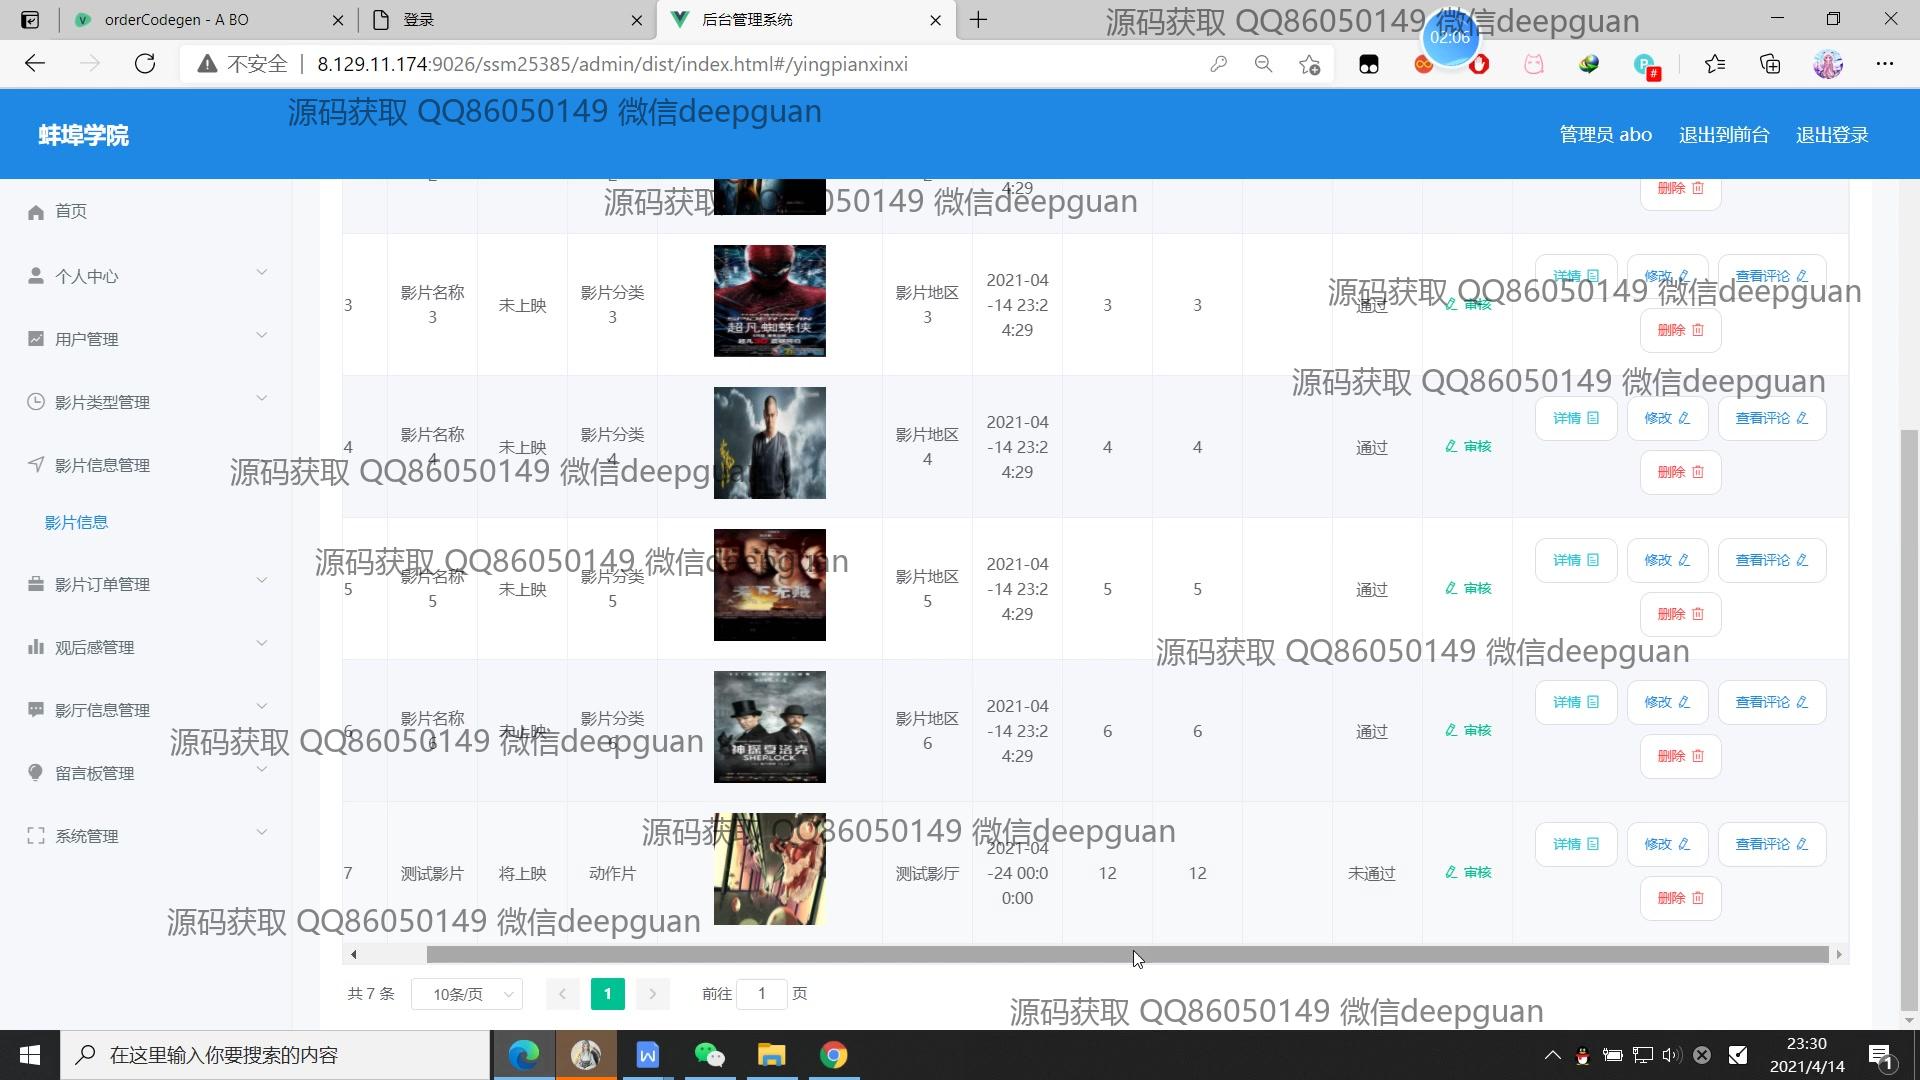 orderCodegen - A BO
登录
后台管理系统
源码获取 QQ86050149 微信deepguan
02:06
不安全
8.129.11.174:9026/ssm25385/admin/dist/index.html#/yingpianxinxi
蚌埠学院
源码获取 QQ86050149 微信deepguan
管理员 abo
退出到前台
退出登录
首页
个人中心
用户管理
影片类型管理
影片信息管理
影片信息
影片订单管理
观后感管理
影厅信息管理
留言板管理
系统管理
4:29
删除
源码获取 QQ86050149 微信deepguan
3
影片名称
3
未上映
影片分类
3
超凡蜘蛛侠
影片地区
3
2021-04
-14 23:2
4:29
3
3
通过
审核
详情
修改
查看评论
删除
源码获取 QQ86050149 微信deepguan
源码获取 QQ86050149 微信deepguan
4
影片名称
4
未上映
影片分类
4
影片地区
4
2021-04
-14 23:2
4:29
4
4
通过
审核
详情
修改
查看评论
删除
源码获取 QQ86050149 微信deepguan
5
影片名称
5
未上映
影片分类
5
天下无贼
影片地区
5
2021-04
-14 23:2
4:29
5
5
通过
审核
详情
修改
查看评论
删除
源码获取 QQ86050149 微信deepguan
源码获取 QQ86050149 微信deepguan
6
影片名称
6
未上映
影片分类
6
神探夏洛克
SHERLOCK
影片地区
6
2021-04
-14 23:2
4:29
6
6
通过
审核
详情
修改
查看评论
删除
源码获取 QQ86050149 微信deepguan
7
测试影片
将上映
动作片
测试影厅
2021-04
-24 00:0
0:00
12
12
未通过
审核
详情
修改
查看评论
删除
源码获取 QQ86050149 微信deepguan
源码获取 QQ86050149 微信deepguan
共 7 条
10条/页
1
前往 1 页
源码获取 QQ86050149 微信deepguan
在这里输入你要搜索的内容
23:30
2021/4/14
1